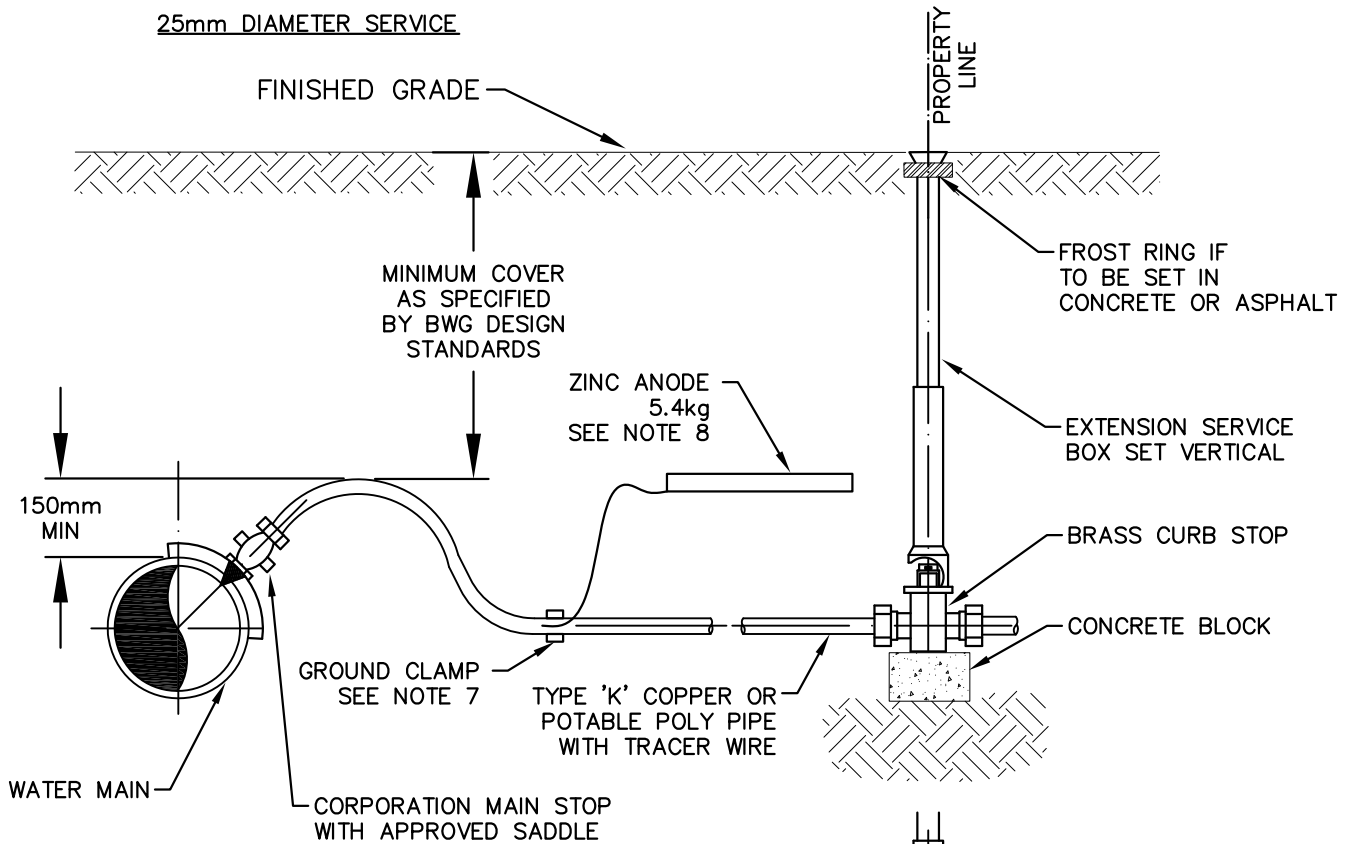 25mm DIAMETER SERVICE
PROPERTY
LINE
FINISHED GRADE
FROST RING IF
TO BE SET IN
CONCRETE OR ASPHALT
MINIMUM COVER
AS SPECIFIED
BY BWG DESIGN
STANDARDS
ZINC ANODE
5.4kg
SEE NOTE 8
EXTENSION SERVICE
BOX SET VERTICAL
150mm
MIN
BRASS CURB STOP
CONCRETE BLOCK
GROUND CLAMP
SEE NOTE 7
TYPE 'K' COPPER OR
POTABLE POLY PIPE
WITH TRACER WIRE
WATER MAIN
CORPORATION MAIN STOP
WITH APPROVED SADDLE